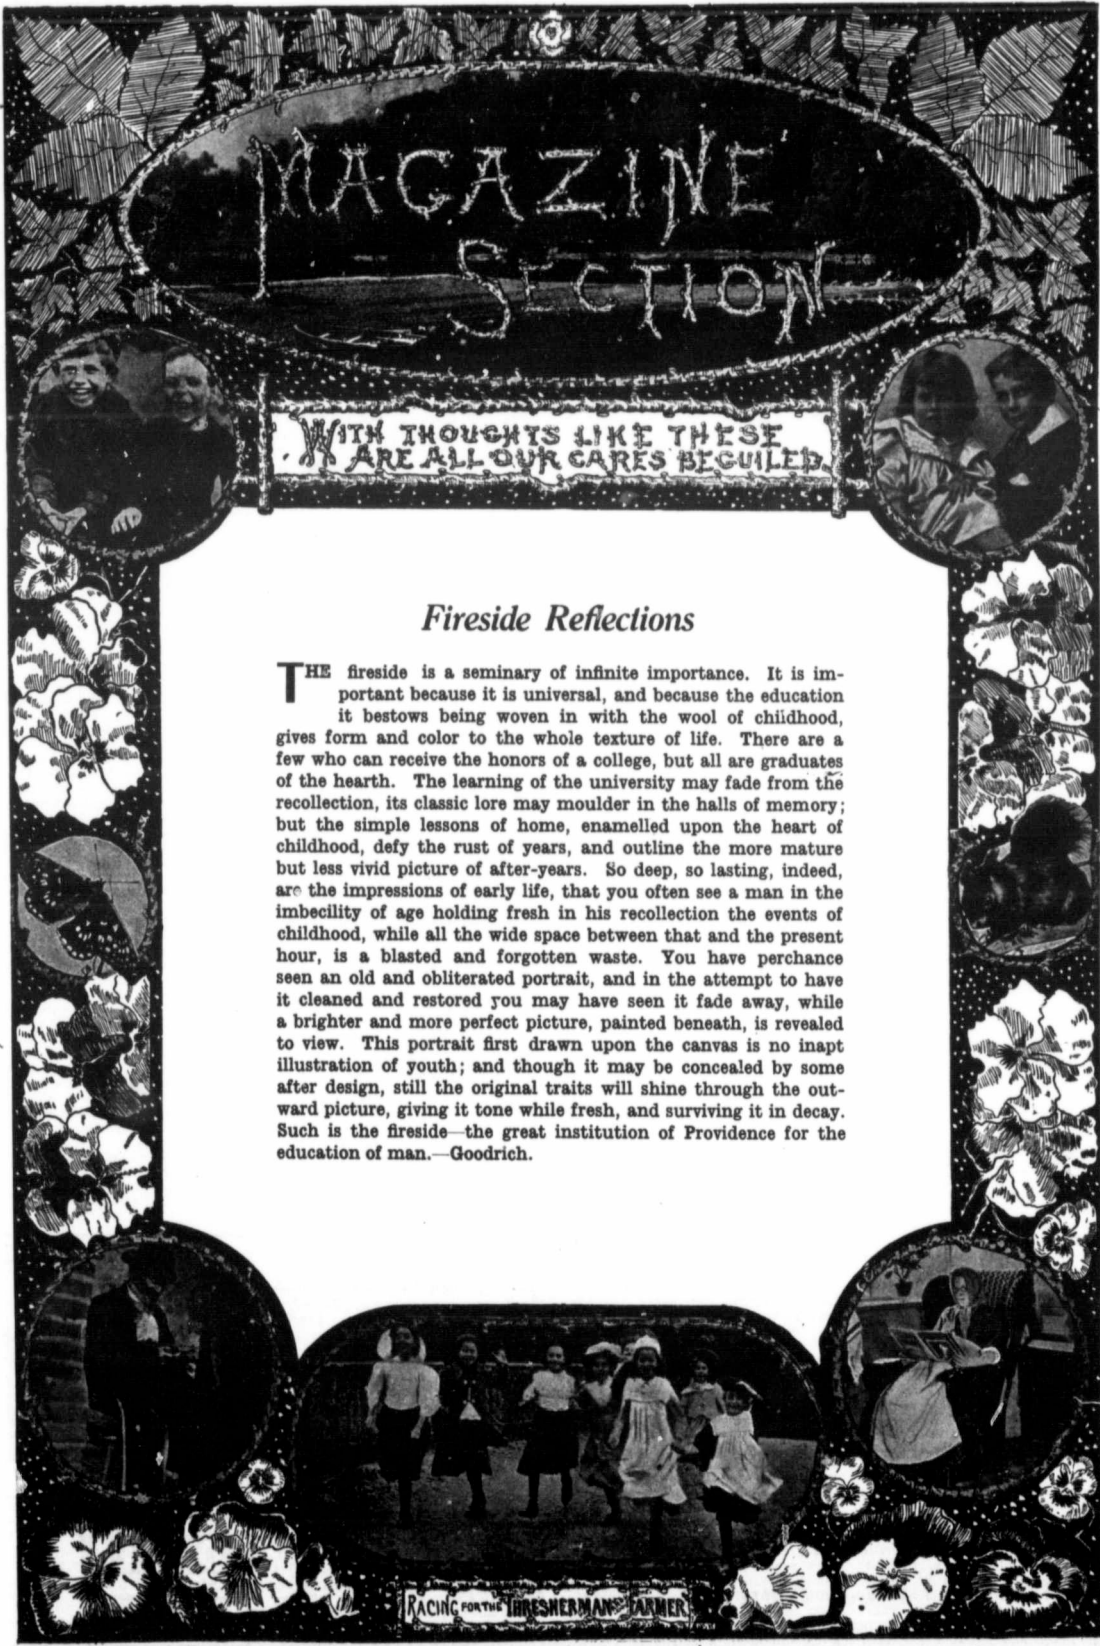 MAGAZINE
SECTION
WITH THOUGHTS LIKE THESE
ARE ALL OUR CARES BEGUILED.
Fireside Reflections
THE fireside is a seminary of infinite importance. It is im-
portant because it is universal, and because the education
it bestows being woven in with the wool of childhood,
gives form and color to the whole texture of life. There are a
few who can receive the honors of a college, but all are graduates
of the hearth. The learning of the university may fade from the
recollection, its classic lore may moulder in the halls of memory;
but the simple lessons of home, enamelled upon the heart of
childhood, defy the rust of years, and outline the more mature
but less vivid picture of after-years. So deep, so lasting, indeed,
are the impressions of early life, that you often see a man in the
imbecility of age holding fresh in his recollection the events of
childhood, while all the wide space between that and the present
hour, is a blasted and forgotten waste. You have perchance
seen an old and obliterated portrait, and in the attempt to have
it cleaned and restored you may have seen it fade away, while
a brighter and more perfect picture, painted beneath, is revealed
to view. This portrait first drawn upon the canvas is no inapt
illustration of youth; and though it may be concealed by some
after design, still the original traits will shine through the out-
ward picture, giving it tone while fresh, and surviving it in decay.
Such is the fireside—the great institution of Providence for the
education of man.—Goodrich.
RACING FOR THE THRESHERMAN & FARMER